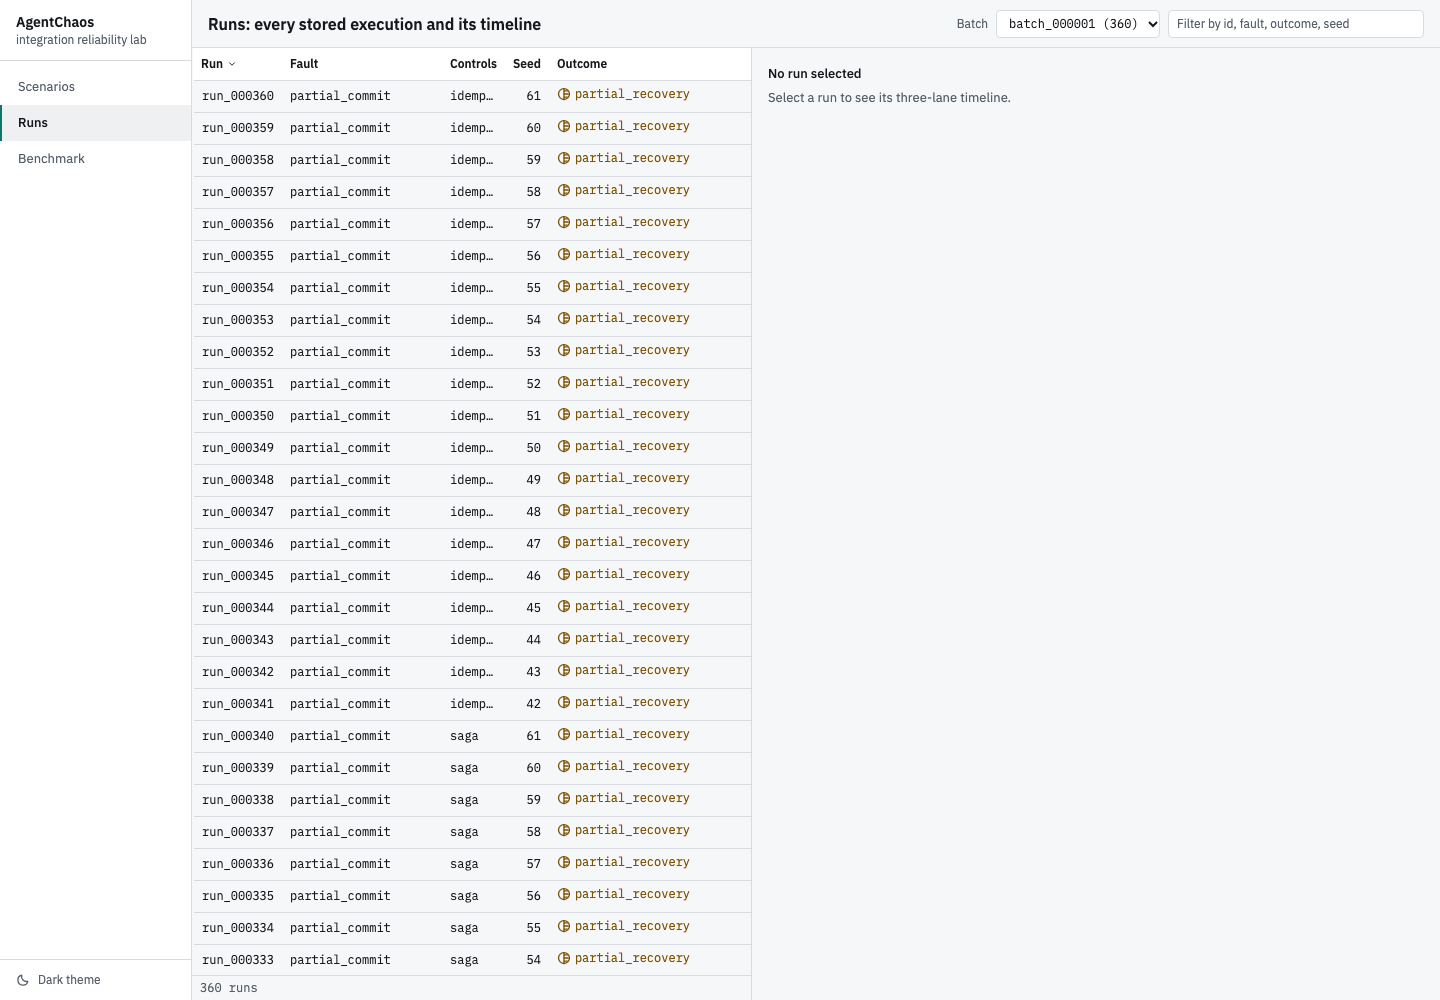 AgentChaos
integration reliability lab
Scenarios
Runs
Benchmark
Dark theme
Runs: every stored execution and its timeline
Batch batch_000001 (360) Filter by id, fault, outcome, seed
Run Fault Controls Seed Outcome
run_000360 partial_commit idemp… 61 partial_recovery
run_000359 partial_commit idemp… 60 partial_recovery
run_000358 partial_commit idemp… 59 partial_recovery
run_000357 partial_commit idemp… 58 partial_recovery
run_000356 partial_commit idemp… 57 partial_recovery
run_000355 partial_commit idemp… 56 partial_recovery
run_000354 partial_commit idemp… 55 partial_recovery
run_000353 partial_commit idemp… 54 partial_recovery
run_000352 partial_commit idemp… 53 partial_recovery
run_000351 partial_commit idemp… 52 partial_recovery
run_000350 partial_commit idemp… 51 partial_recovery
run_000349 partial_commit idemp… 50 partial_recovery
run_000348 partial_commit idemp… 49 partial_recovery
run_000347 partial_commit idemp… 48 partial_recovery
run_000346 partial_commit idemp… 47 partial_recovery
run_000345 partial_commit idemp… 46 partial_recovery
run_000344 partial_commit idemp… 45 partial_recovery
run_000343 partial_commit idemp… 44 partial_recovery
run_000342 partial_commit idemp… 43 partial_recovery
run_000341 partial_commit idemp… 42 partial_recovery
run_000340 partial_commit saga 61 partial_recovery
run_000339 partial_commit saga 60 partial_recovery
run_000338 partial_commit saga 59 partial_recovery
run_000337 partial_commit saga 58 partial_recovery
run_000336 partial_commit saga 57 partial_recovery
run_000335 partial_commit saga 56 partial_recovery
run_000334 partial_commit saga 55 partial_recovery
run_000333 partial_commit saga 54 partial_recovery
360 runs
No run selected
Select a run to see its three-lane timeline.